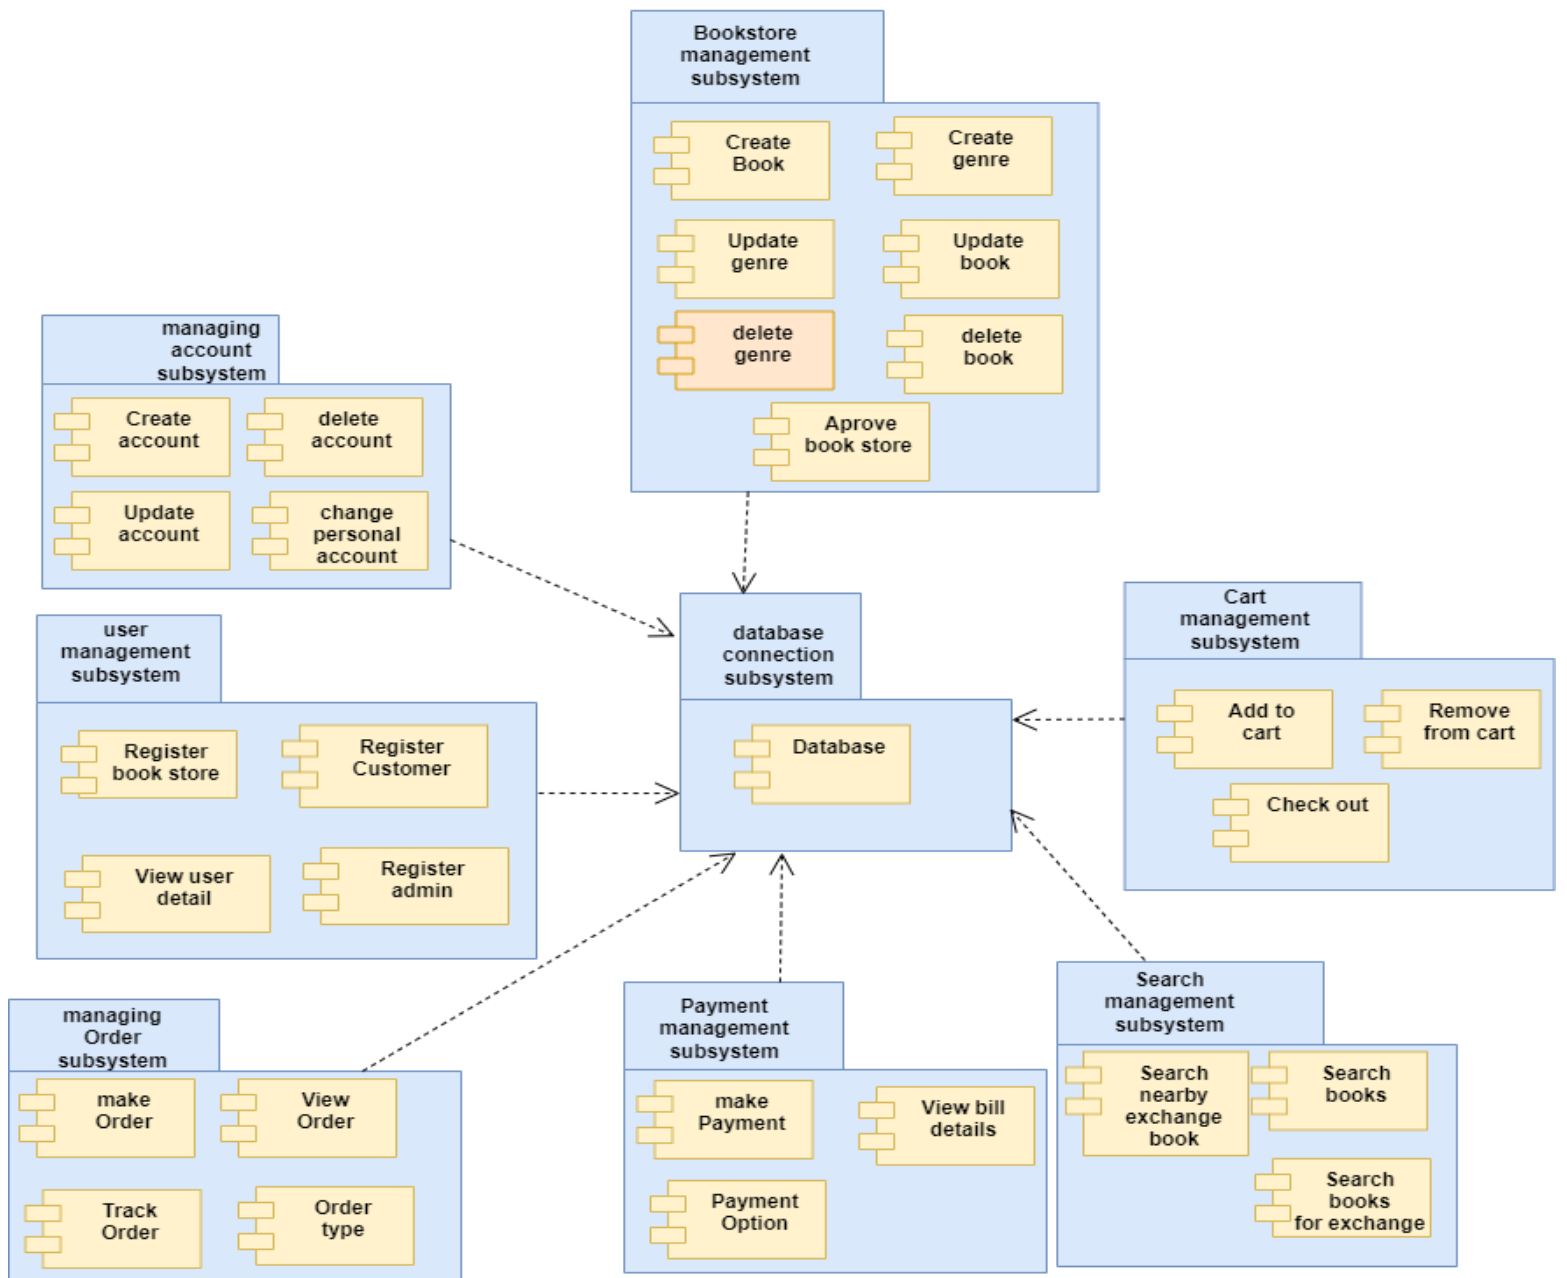 Bookstore
management
subsystem
Create
Book
Create
genre
Update
genre
Update
book
delete
genre
delete
book
Aprove
book store
managing
account
subsystem
Create
account
delete
account
Update
account
change
personal
account
user
management
subsystem
Register
book store
Register
Customer
View user
detail
Register
admin
database
connection
subsystem
Database
Cart
management
subsystem
Add to
cart
Remove
from cart
Check out
managing
Order
subsystem
make
Order
View
Order
Track
Order
Order
type
Payment
management
subsystem
make
Payment
View bill
details
Payment
Option
Search
management
subsystem
Search
nearby
exchange
book
Search
books
Search
books
for exchange